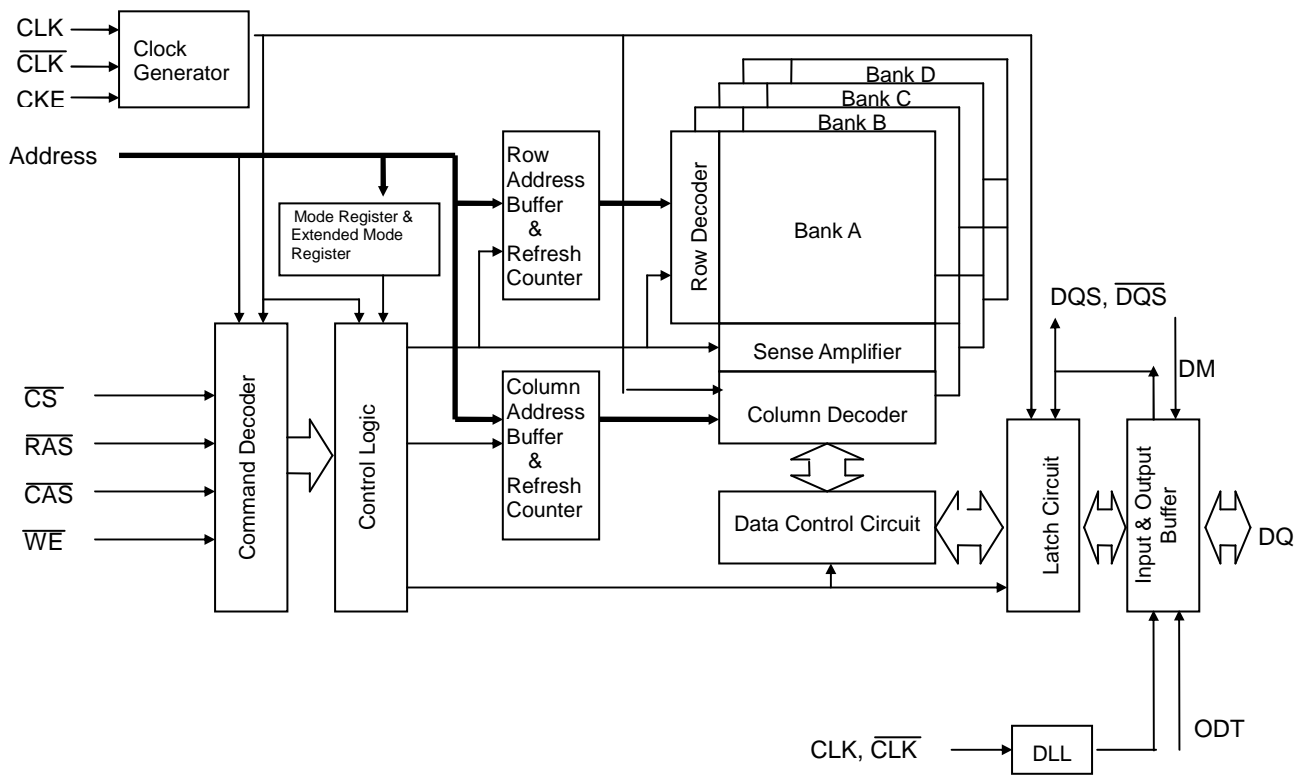 CLK
CLK
CKE
Clock
Generator
Address
Mode Register &
Extended Mode
Register
Row
Address
Buffer
&
Refresh
Counter
Bank D
Bank C
Bank B
Bank A
Row Decoder
Sense Amplifier
Column Decoder
Column
Address
Buffer
&
Refresh
Counter
CS
RAS
CAS
WE
Command Decoder
Control Logic
Data Control Circuit
Latch Circuit
Input & Output
Buffer
DQS, DQS
DM
DQ
CLK, CLK
DLL
ODT